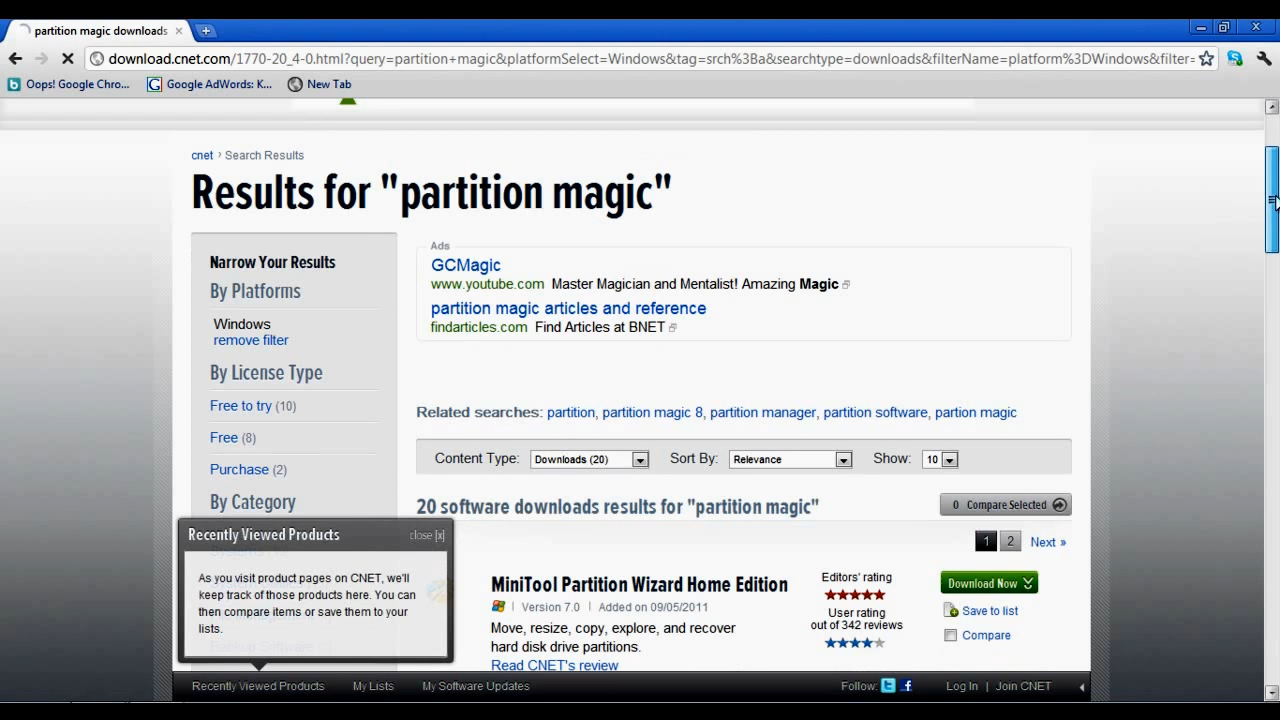 partition magic downloads
download.cnet.com/1770-20_4-0.html?query=partition+magic&platformSelect=Windows&tag=srch%3Ba&searchtype=downloads&filterName=platform%3DWindows&filter=
Oops! Google Chro... Google AdWords: K... New Tab
cnet › Search Results
Results for "partition magic"
Narrow Your Results
By Platforms
Windows
remove filter
By License Type
Free to try (10)
Free (8)
Purchase (2)
By Category
Ads
GCMagic
www.youtube.com Master Magician and Mentalist! Amazing Magic
partition magic articles and reference
findarticles.com Find Articles at BNET
Related searches: partition, partition magic 8, partition manager, partition software, partion magic
Content Type: Downloads (20) Sort By: Relevance Show: 10
20 software downloads results for "partition magic"
0 Compare Selected
1 2 Next »
MiniTool Partition Wizard Home Edition
Version 7.0 | Added on 09/05/2011
Move, resize, copy, explore, and recover
hard disk drive partitions.
Read CNET's review
Editors' rating
User rating
out of 342 reviews
Download Now
Save to list
Compare
Recently Viewed Products close [x]
As you visit product pages on CNET, we'll
keep track of those products here. You can
then compare items or save them to your
lists.
Recently Viewed Products My Lists My Software Updates Follow: Log In | Join CNET